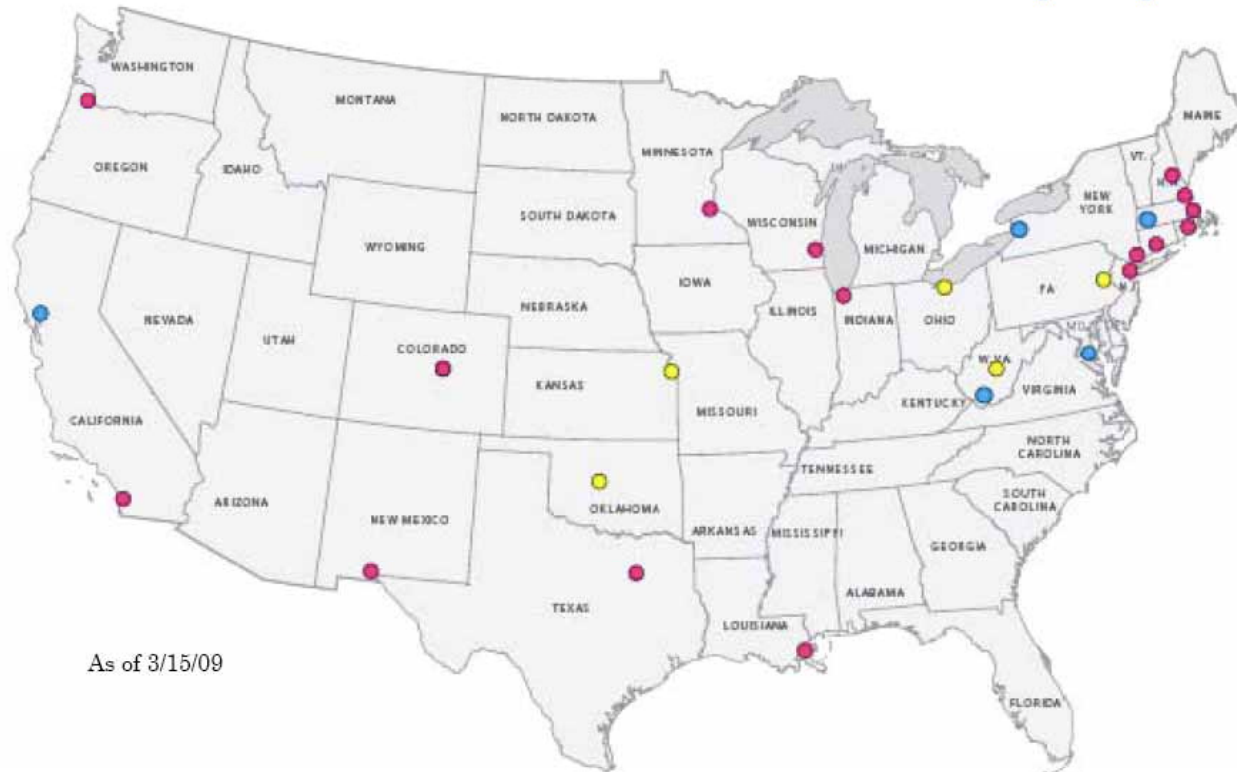 WASHINGTON
MONTANA
NORTH DAKOTA
MINNESOTA
MAINE
VT.
OREGON
IDAHO
SOUTH DAKOTA
WISCONSIN
MICHIGAN
NEW
YORK
WYOMING
IOWA
NEBRASKA
PA
NEVADA
UTAH
COLORADO
ILLINOIS
INDIANA
OHIO
W.VA
KANSAS
MISSOURI
KENTUCKY
VIRGINIA
CALIFORNIA
NORTH
CAROLINA
TENNESSEE
ARIZONA
NEW MEXICO
OKLAHOMA
ARKANSAS
MISSISSIPPI
SOUTH
CAROLINA
GEORGIA
ALABAMA
TEXAS
LOUISIANA
FLORIDA
As of 3/15/09